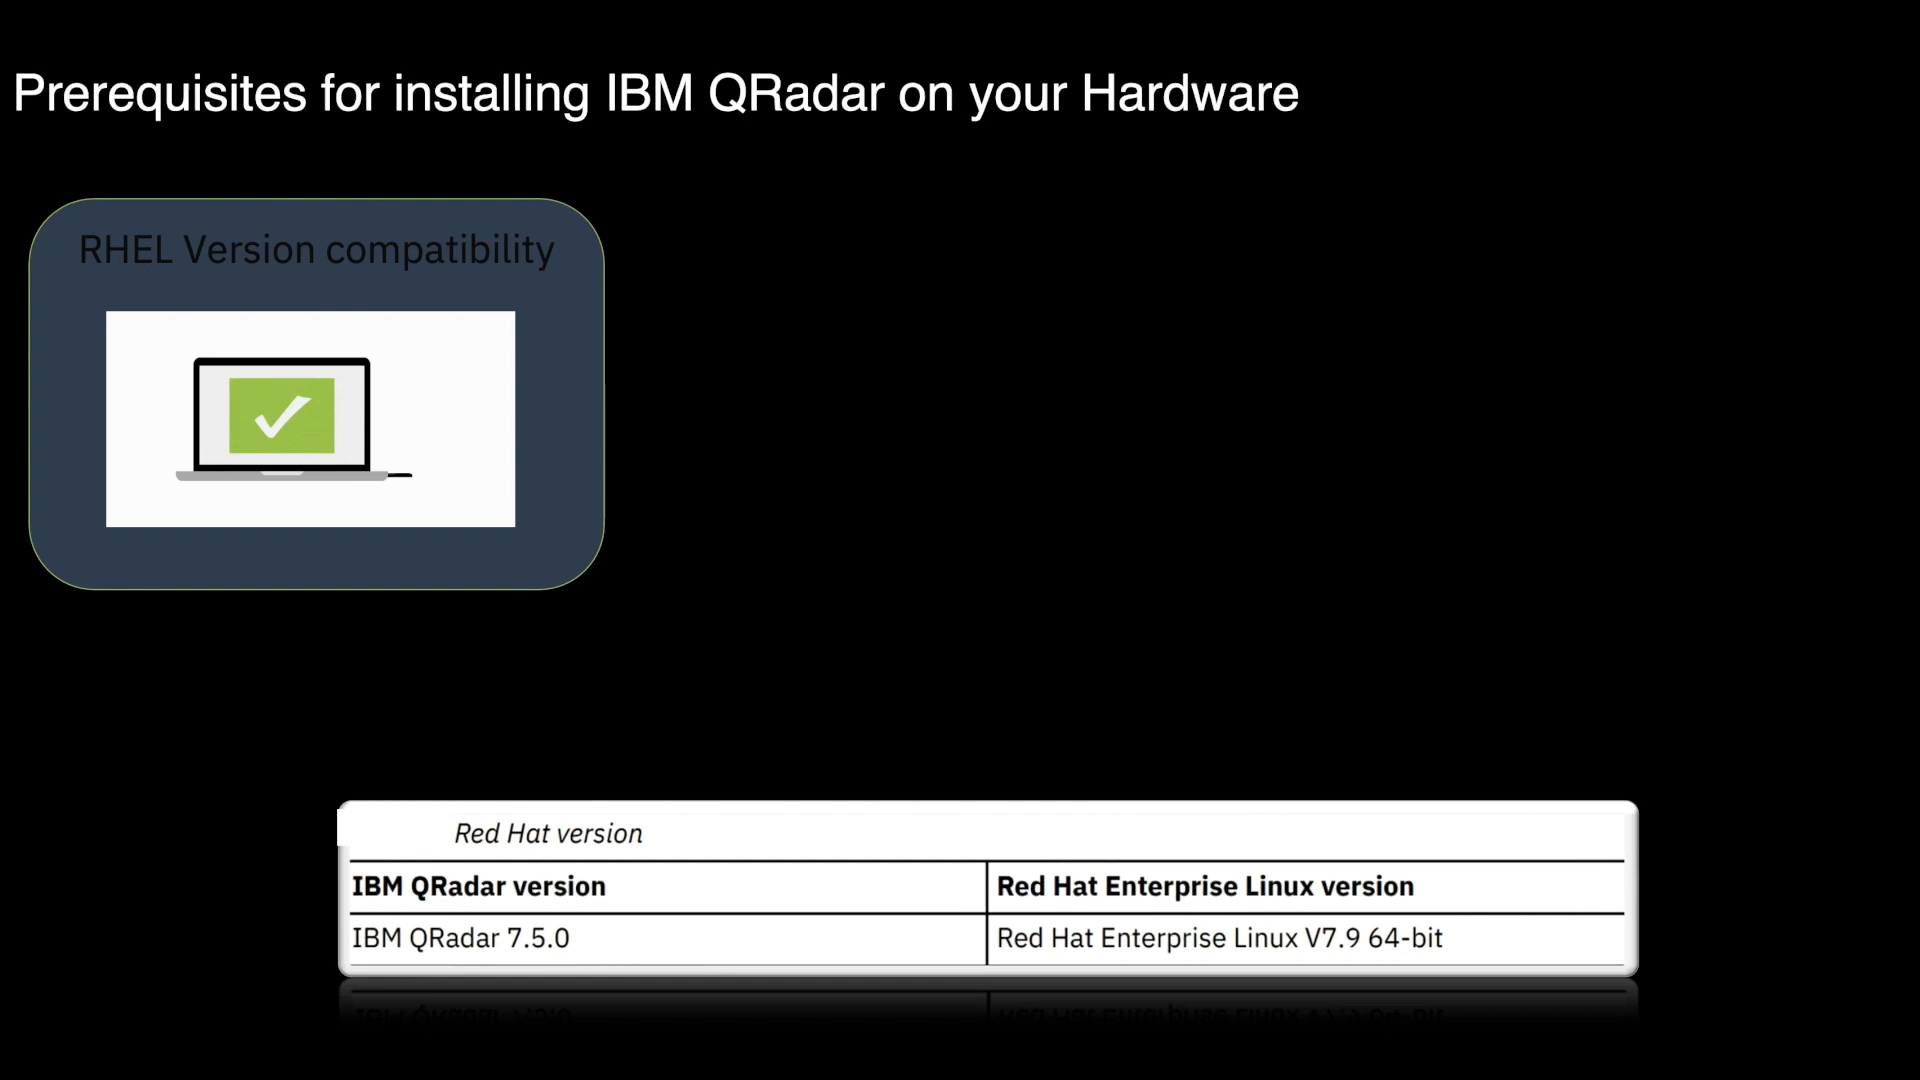 Prerequisites for installing IBM QRadar on your Hardware
RHEL Version compatibility
Red Hat version
IBM QRadar version Red Hat Enterprise Linux version
IBM QRadar 7.5.0 Red Hat Enterprise Linux V7.9 64-bit